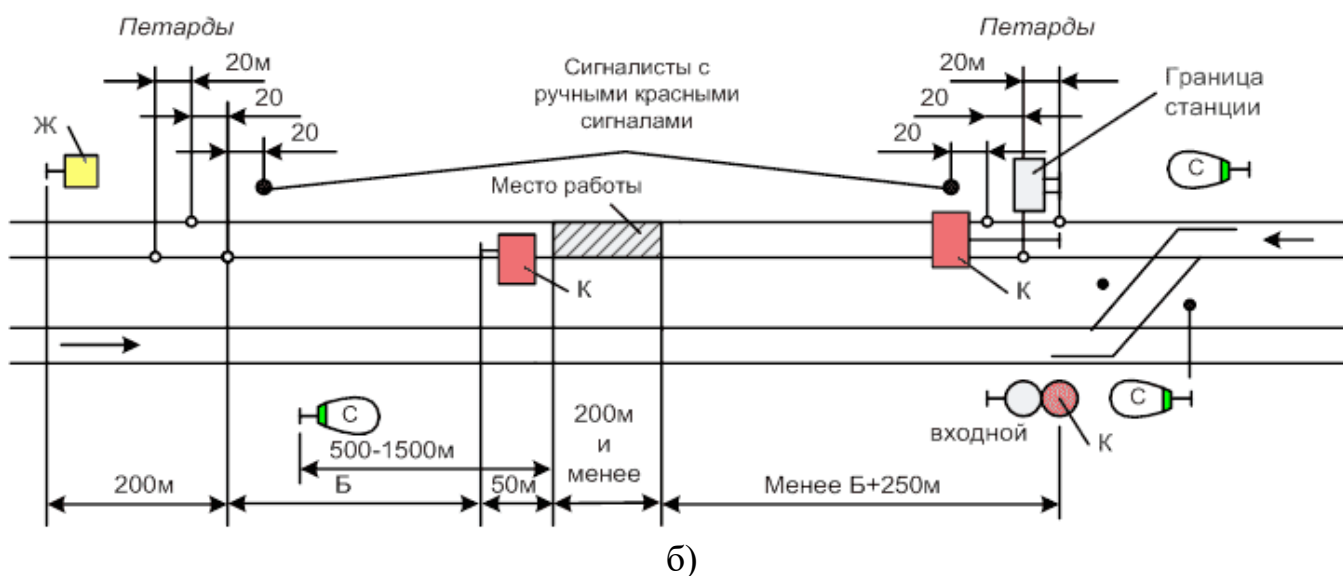 Петарды
Петарды
20м
Сигналисты с
ручными красными
сигналами
20м
Граница
станции
20
20
Ж
20
20
С
Место работы
К
К
С
С
входной
К
500-1500м
200м
и
менее
200м
Б
50м
Менее Б+250м
б)